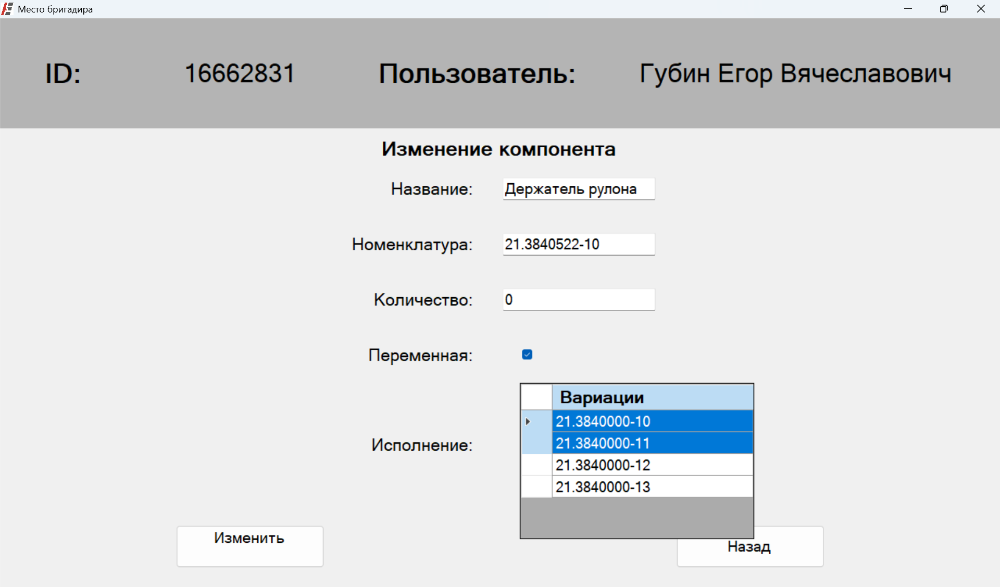 Место бригадира
ID: 16662831 Пользователь: Губин Егор Вячеславович
Изменение компонента
Название: Держатель рулона
Номенклатура: 21.3840522-10
Количество: 0
Переменная:
Вариации
21.3840000-10
21.3840000-11
Исполнение:
21.3840000-12
21.3840000-13
Изменить
Назад